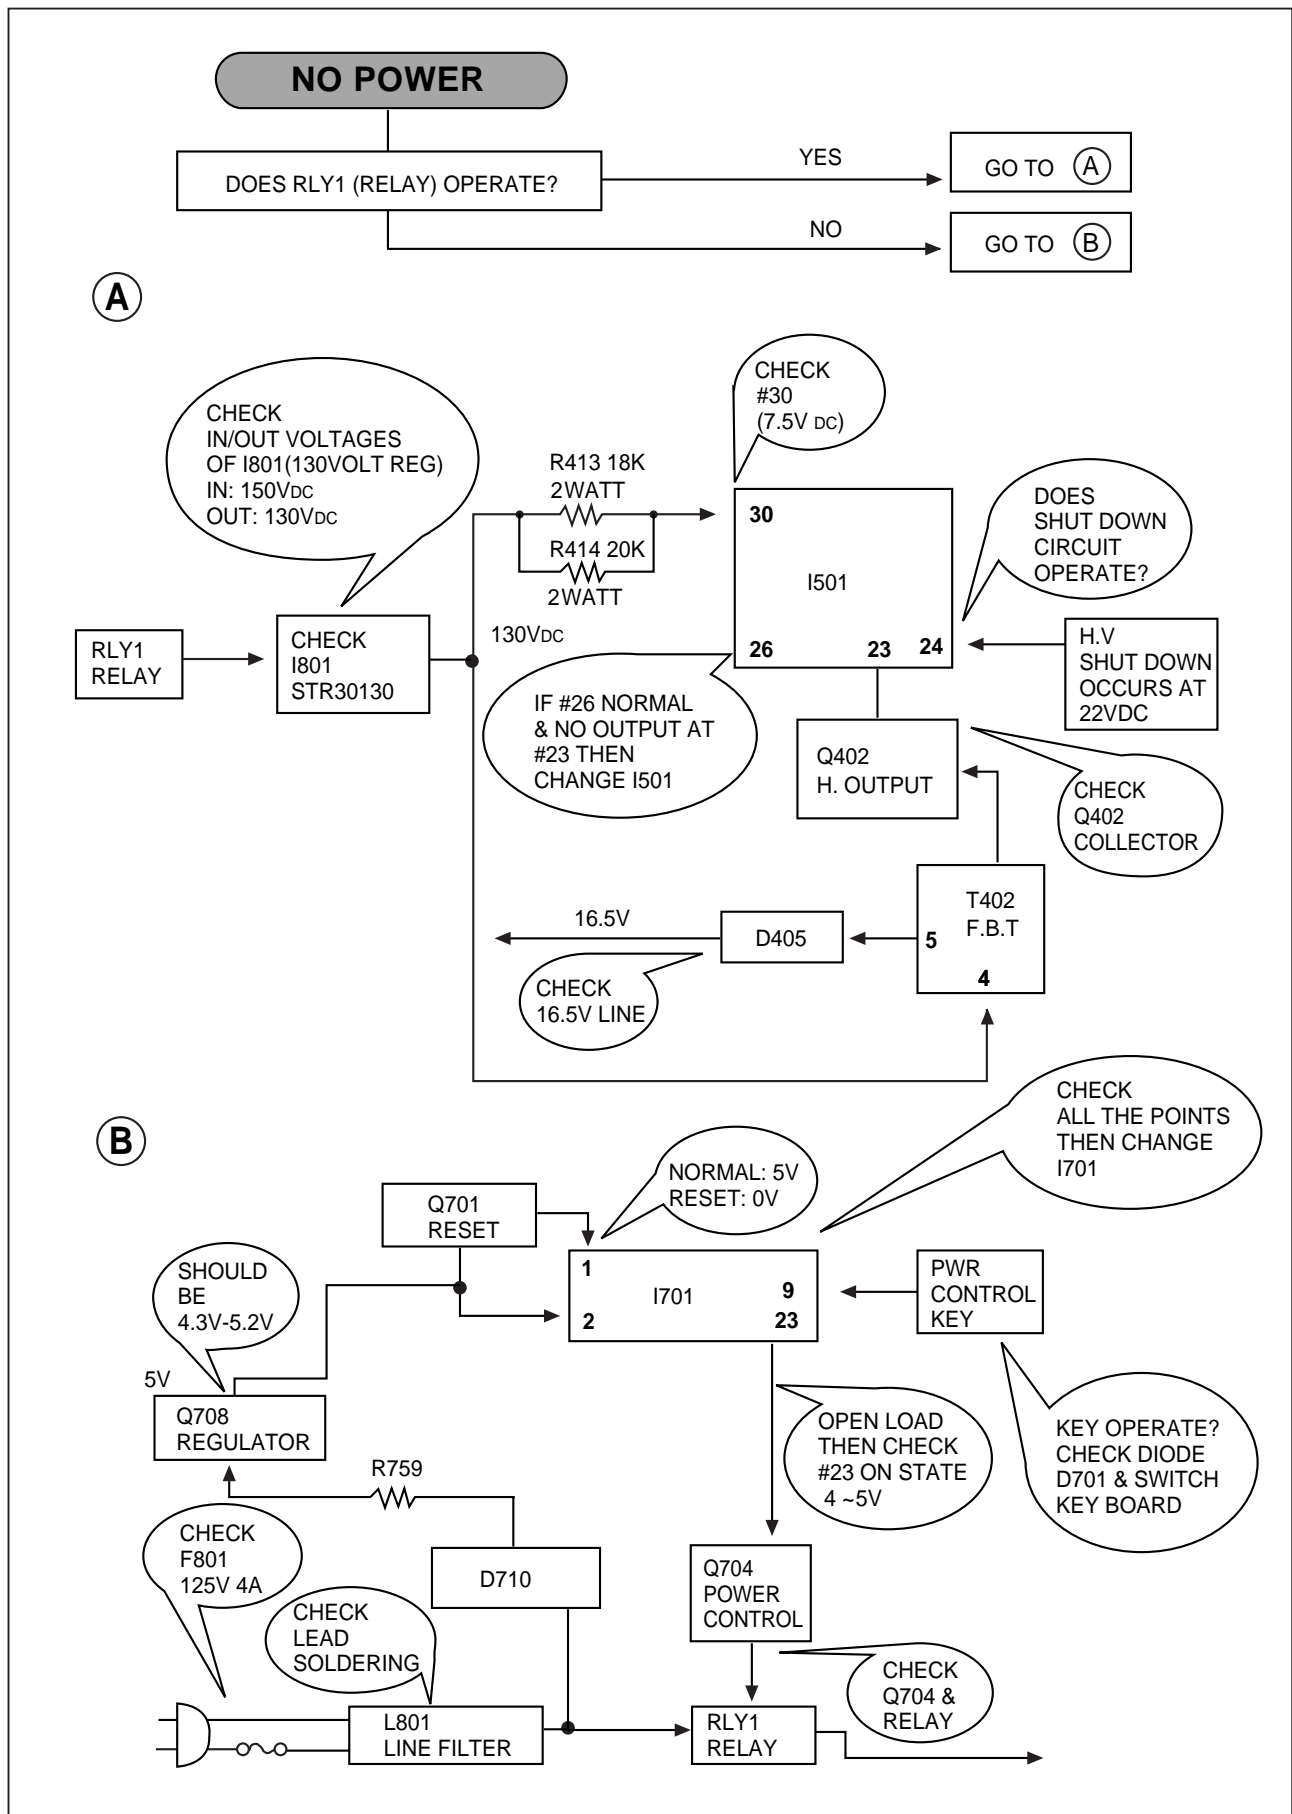 NO POWER
DOES RLY1 (RELAY) OPERATE?
YES
GO TO A
NO
GO TO B
A
CHECK
IN/OUT VOLTAGES
OF I801(130VOLT REG)
IN: 150VDC
OUT: 130VDC
CHECK
#30
(7.5V DC)
R413 18K
2WATT
R414 20K
2WATT
30
I501
26
23
24
DOES
SHUT DOWN
CIRCUIT
OPERATE?
RLY1
RELAY
CHECK
I801
STR30130
130VDC
H.V
SHUT DOWN
OCCURS AT
22VDC
IF #26 NORMAL
& NO OUTPUT AT
#23 THEN
CHANGE I501
Q402
H. OUTPUT
CHECK
Q402
COLLECTOR
T402
F.B.T
5
4
16.5V
D405
CHECK
16.5V LINE
B
CHECK
ALL THE POINTS
THEN CHANGE
I701
NORMAL: 5V
RESET: 0V
Q701
RESET
SHOULD
BE
4.3V-5.2V
1
I701
9
2
23
PWR
CONTROL
KEY
5V
Q708
REGULATOR
R759
OPEN LOAD
THEN CHECK
#23 ON STATE
4 ~5V
KEY OPERATE?
CHECK DIODE
D701 & SWITCH
KEY BOARD
CHECK
F801
125V 4A
D710
CHECK
LEAD
SOLDERING
Q704
POWER
CONTROL
CHECK
Q704 &
RELAY
L801
LINE FILTER
RLY1
RELAY